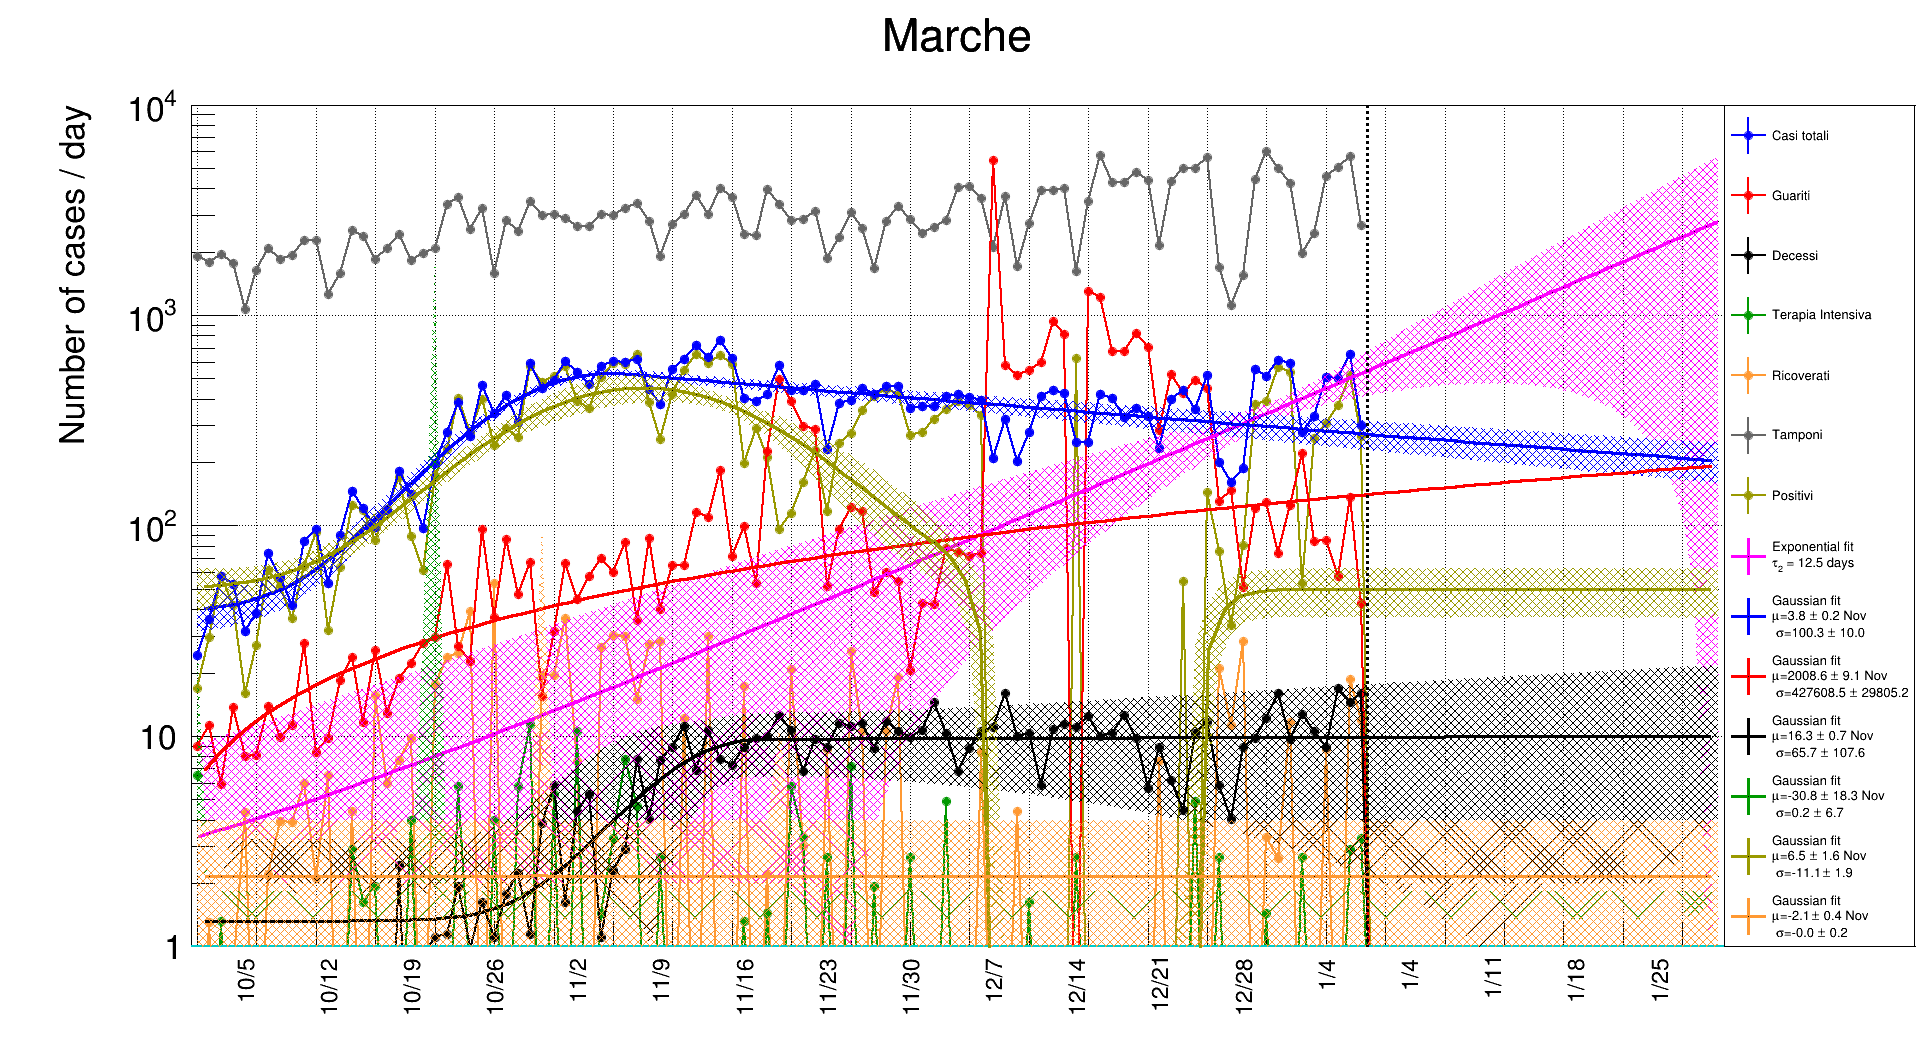 Marche
Number of cases / day
10^4
10^3
10^2
10
1
10/5
10/12
10/19
10/26
11/2
11/9
11/16
11/23
11/30
12/7
12/14
12/21
12/28
1/4
1/4
1/11
1/18
1/25
Casi totali
Guariti
Decessi
Terapia Intensiva
Ricoverati
Tamponi
Positivi
Exponential fit
τ2 = 12.5 days
Gaussian fit
μ=3.8 ± 0.2 Nov
σ=100.3 ± 10.0
Gaussian fit
μ=2008.6 ± 9.1 Nov
σ=427608.5 ± 29805.2
Gaussian fit
μ=16.3 ± 0.7 Nov
σ=65.7 ± 107.6
Gaussian fit
μ=-30.8 ± 18.3 Nov
σ=0.2 ± 6.7
Gaussian fit
μ=6.5 ± 1.6 Nov
σ=-11.1 ± 1.9
Gaussian fit
μ=-2.1 ± 0.4 Nov
σ=-0.0 ± 0.2